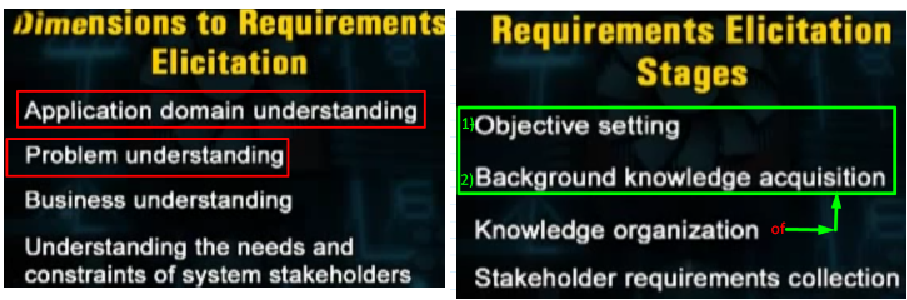 Dimensions to Requirements
Elicitation
Application domain understanding
Problem understanding
Business understanding
Understanding the needs and
constraints of system stakeholders
Requirements Elicitation
Stages
1) Objective setting
2) Background knowledge acquisition
Knowledge organization of
Stakeholder requirements collection